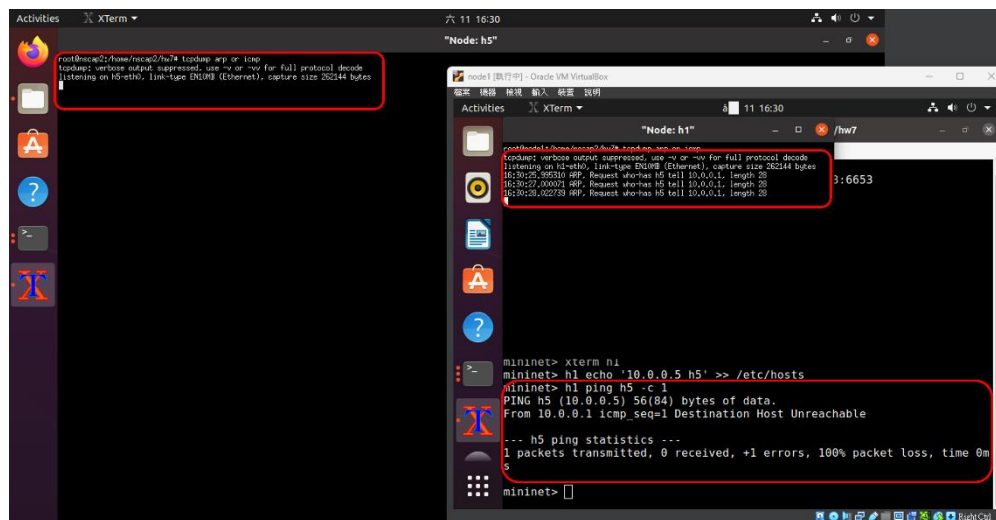 Activities
XTerm ▾
六 11 16:30
"Node: h5"
root@nscap2:/home/nscap2/hw7# tcpdump arp or icmp
tcpdump: verbose output suppressed, use -v or -vv for full protocol decode
listening on h5-eth0, link-type EN10MB (Ethernet), capture size 262144 bytes
node1 [執行中] - Oracle VM VirtualBox
檔案 機器 檢視 輸入 裝置 說明
Activities
XTerm ▾
11 16:30
"Node: h1"
/hw7
root@node1:/home/nscap2/hw7# tcpdump arp or icmp
tcpdump: verbose output suppressed, use -v or -vv for full protocol decode
listening on h1-eth0, link-type EN10MB (Ethernet), capture size 262144 bytes
16:30:25.995310 ARP, Request who-has h5 tell 10.0.0.1, length 28
16:30:27.000071 ARP, Request who-has h5 tell 10.0.0.1, length 28
16:30:28.022739 ARP, Request who-has h5 tell 10.0.0.1, length 28
3:6653
mininet> xterm h1
mininet> h1 echo '10.0.0.5 h5' >> /etc/hosts
mininet> h1 ping h5 -c 1
PING h5 (10.0.0.5) 56(84) bytes of data.
From 10.0.0.1 icmp_seq=1 Destination Host Unreachable
--- h5 ping statistics ---
1 packets transmitted, 0 received, +1 errors, 100% packet loss, time 0m
s
mininet>
Right Ctrl